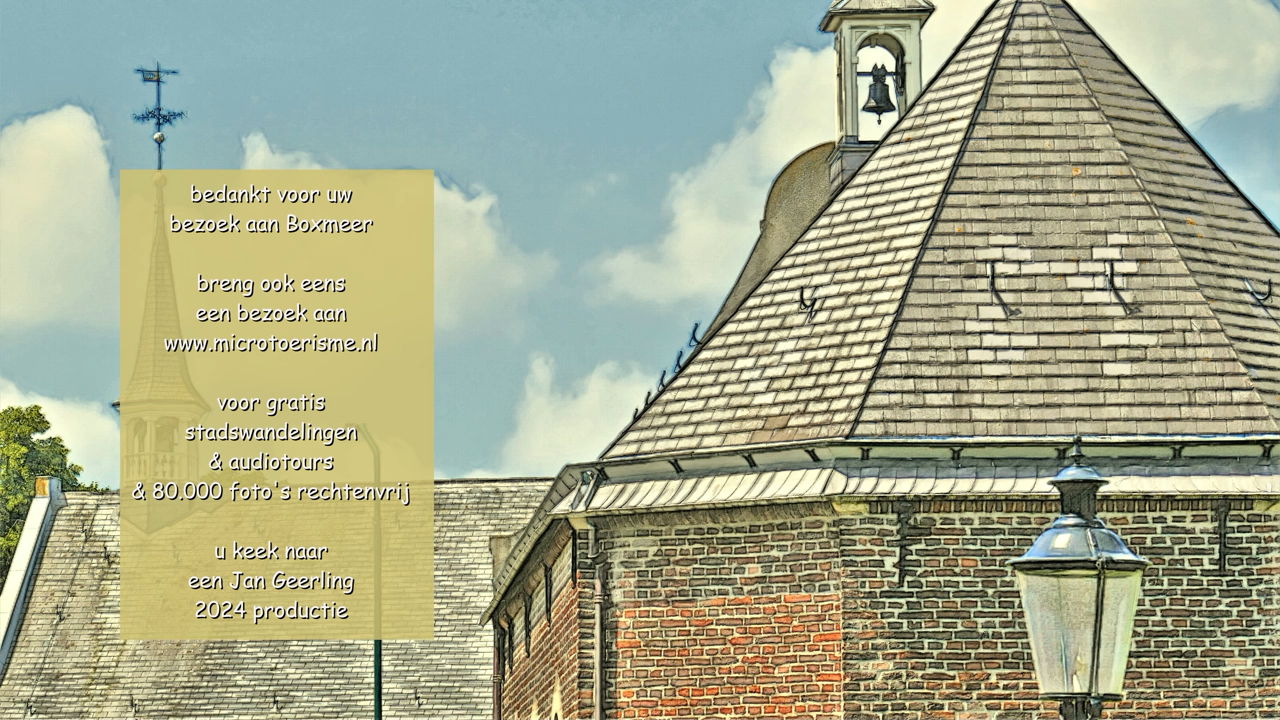 bedankt voor uw
bezoek aan Boxmeer
breng ook eens
een bezoek aan
www.microtoerisme.nl
voor gratis
stadswandelingen
& audiotours
& 80.000 foto's rechtenvrij
u keek naar
een Jan Geerling
2024 productie